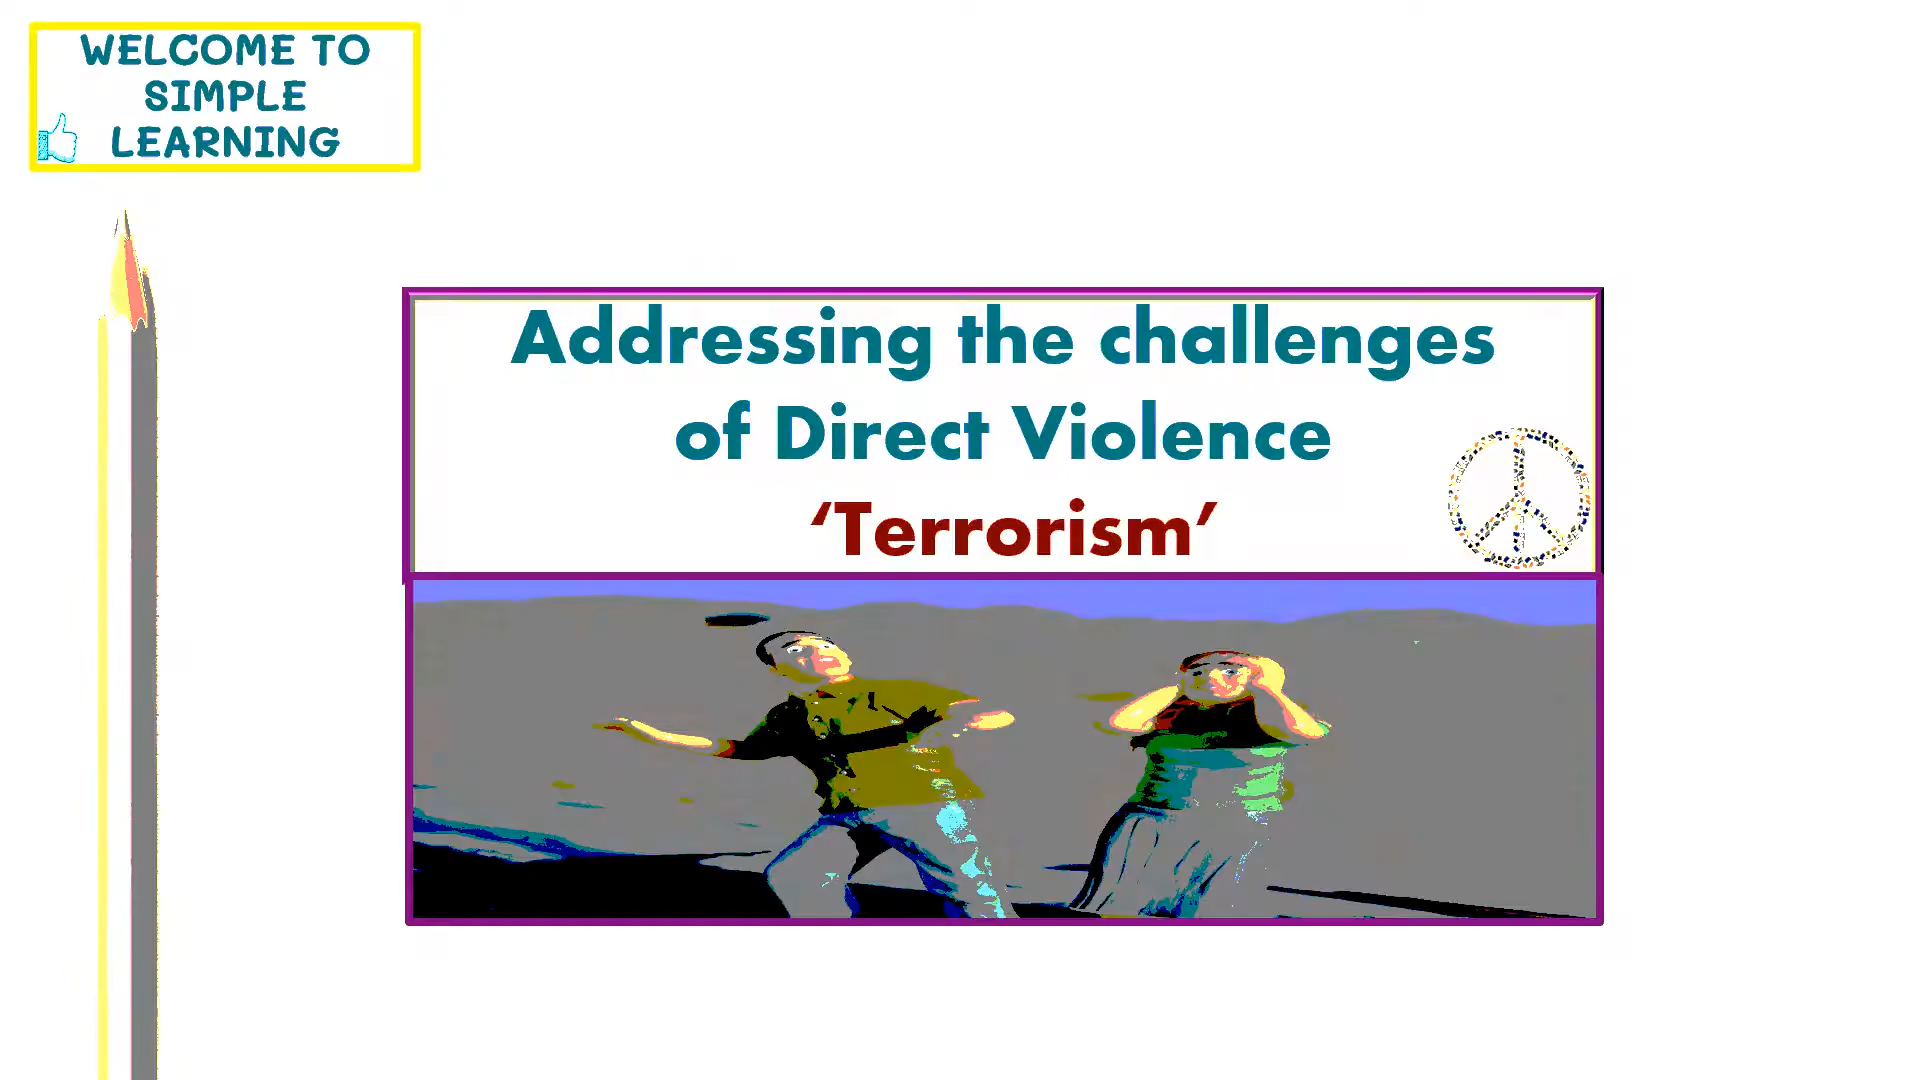 WELCOME TO
SIMPLE
LEARNING
Addressing the challenges
of Direct Violence
‘Terrorism’